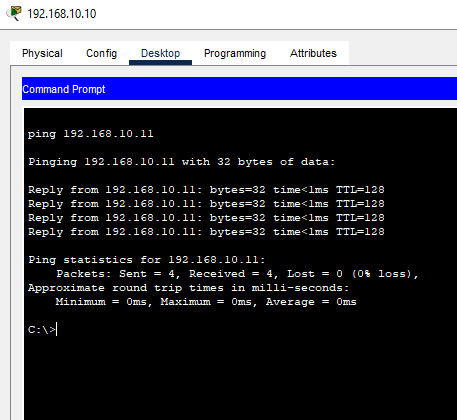 192.168.10.10
Physical Config Desktop Programming Attributes
Command Prompt
ping 192.168.10.11
Pinging 192.168.10.11 with 32 bytes of data:
Reply from 192.168.10.11: bytes=32 time<1ms TTL=128
Reply from 192.168.10.11: bytes=32 time<1ms TTL=128
Reply from 192.168.10.11: bytes=32 time<1ms TTL=128
Reply from 192.168.10.11: bytes=32 time<1ms TTL=128
Ping statistics for 192.168.10.11:
Packets: Sent = 4, Received = 4, Lost = 0 (0% loss),
Approximate round trip times in milli-seconds:
Minimum = 0ms, Maximum = 0ms, Average = 0ms
C:\>